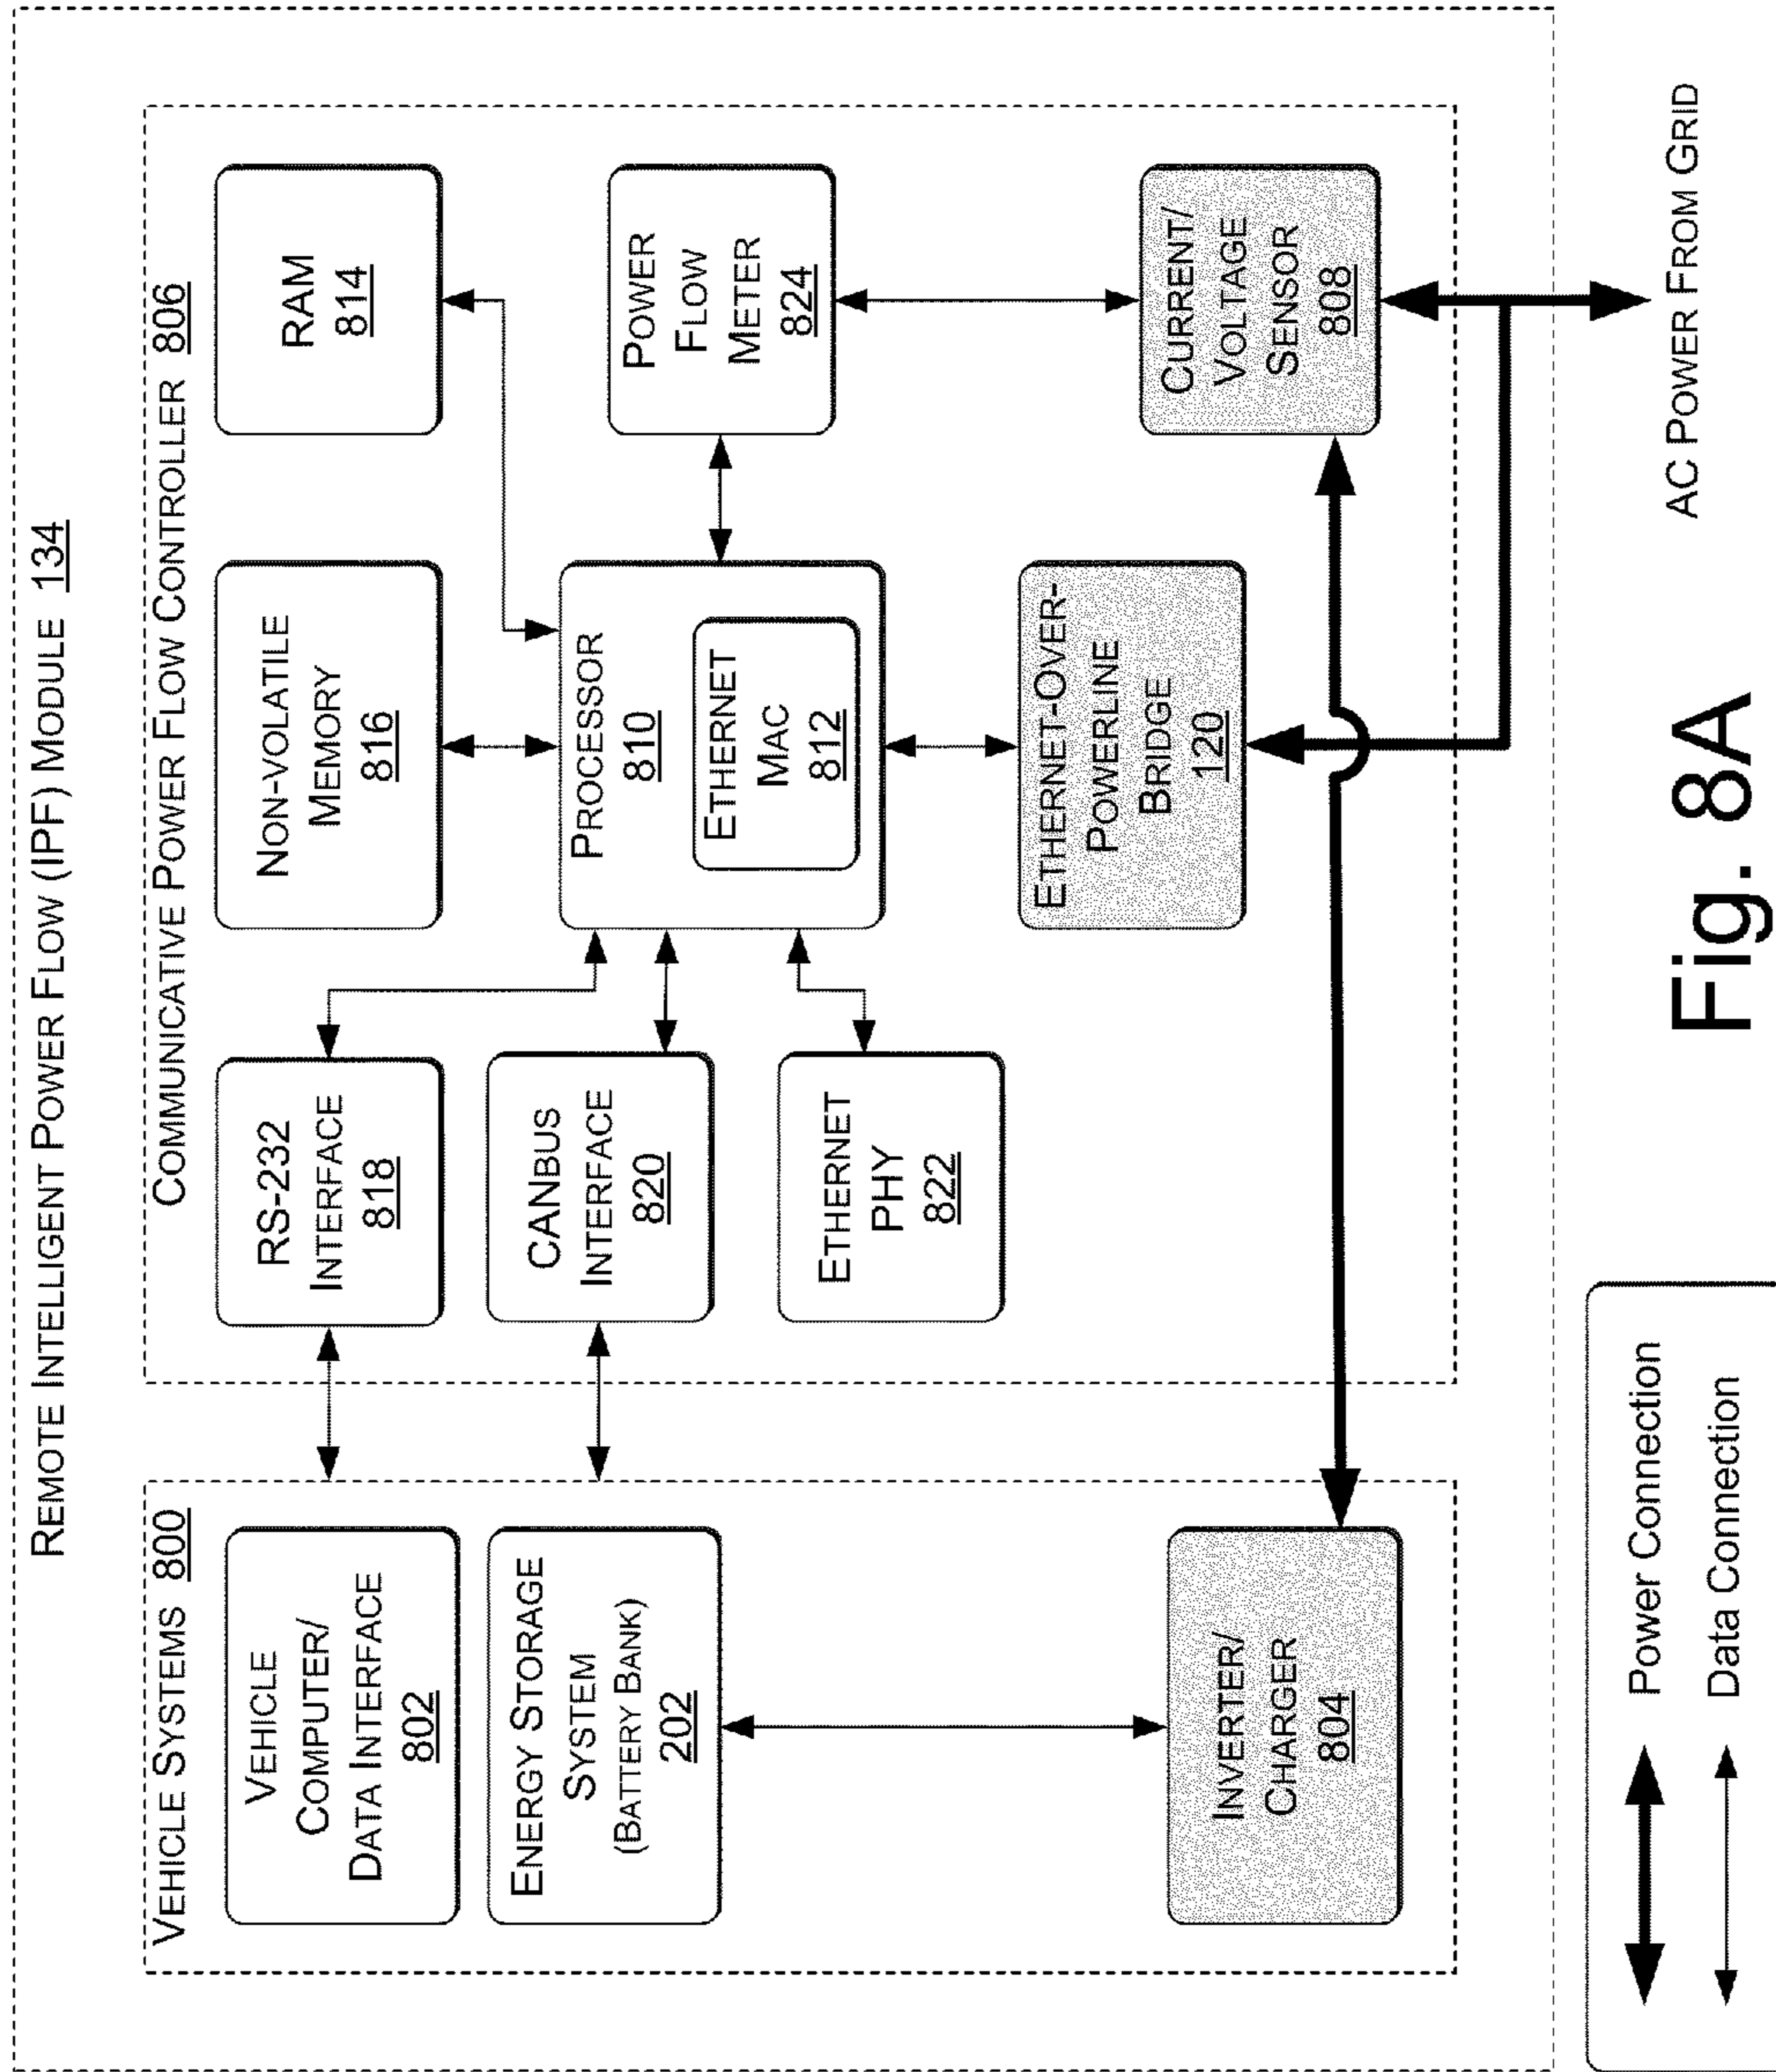 REMOTE INTELLIGENT POWER FLOW (IPF) MODULE 134
VEHICLE SYSTEMS 800
VEHICLE
COMPUTER/
DATA INTERFACE
802
ENERGY STORAGE
SYSTEM
(BATTERY BANK)
202
INVERTER/
CHARGER
804
COMMUNICATIVE POWER FLOW CONTROLLER 806
RS-232
INTERFACE
818
CANBUS
INTERFACE
820
ETHERNET
PHY
822
NON-VOLATILE
MEMORY
816
PROCESSOR
810
ETHERNET
MAC
812
ETHERNET-OVER-
POWERLINE
BRIDGE
120
RAM
814
POWER
FLOW
METER
824
CURRENT/
VOLTAGE
SENSOR
808
Power Connection
Data Connection
AC POWER FROM GRID
Fig. 8A